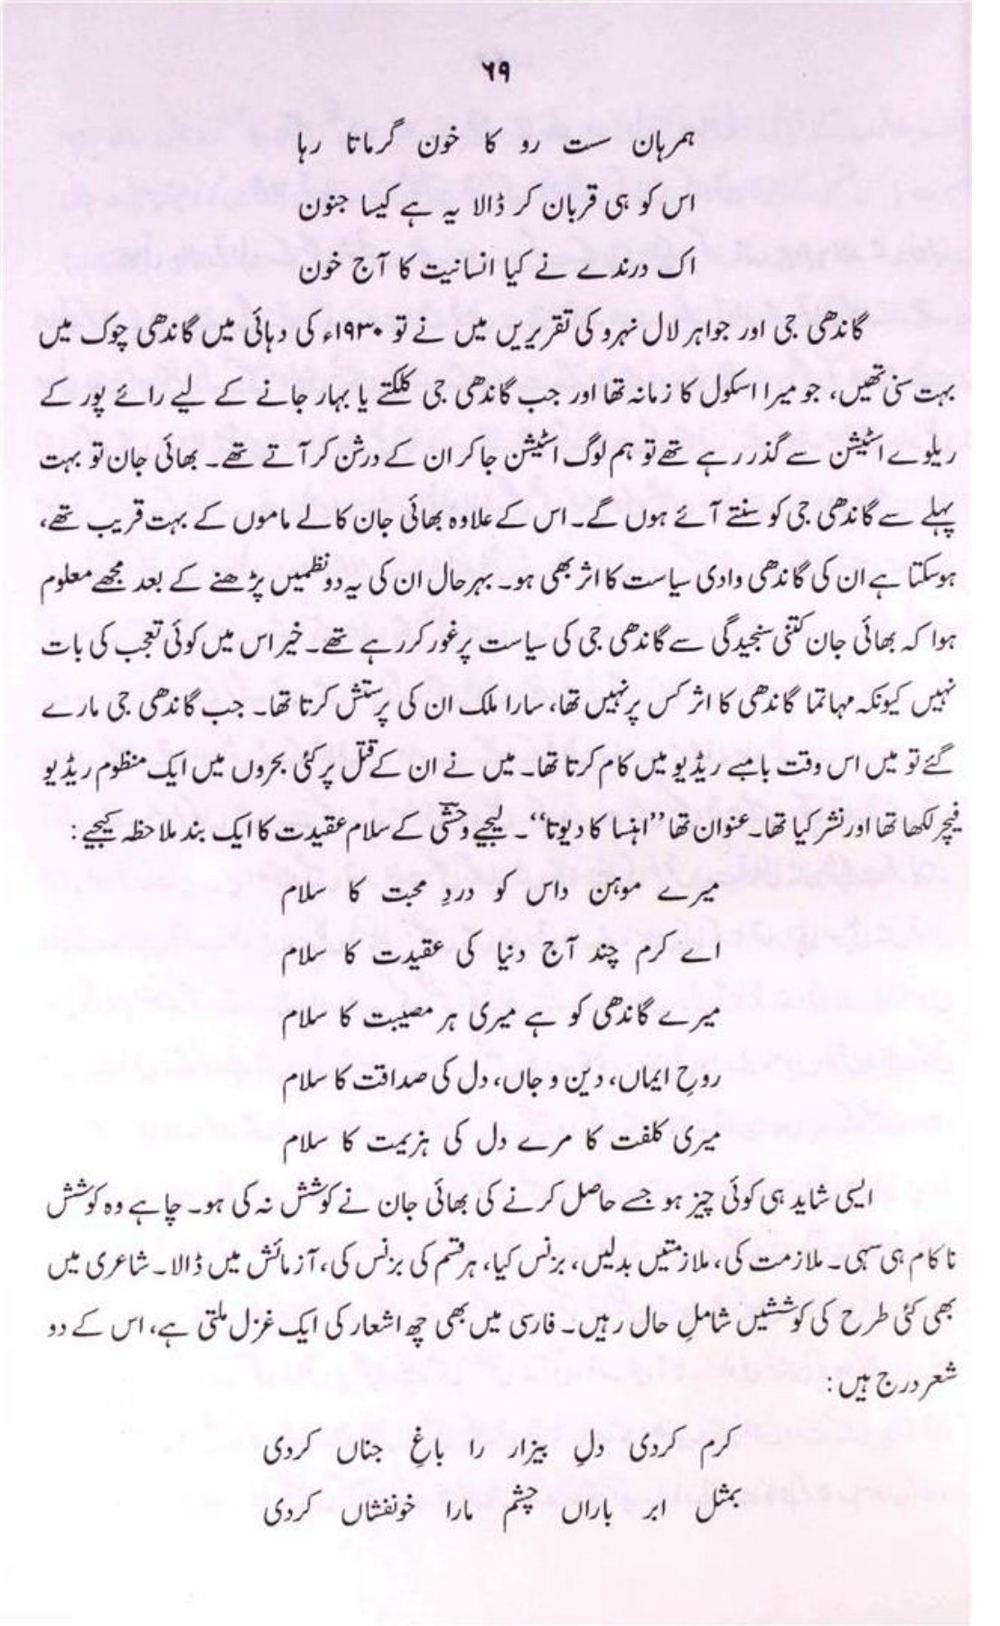 ۶۹
ہمرہان ست رو کا خون گرماتا رہا
اس کو ہی قربان کر ڈالا یہ ہے کیسا جنون
اک درندے نے کیا انسانیت کا آج خون
گاندھی جی اور جواہر لال نہرو کی تقریریں میں نے تو ۱۹۳۰ء کی دہائی میں گاندھی چوک میں
بہت سنی تھیں، جو میرا اسکول کا زمانہ تھا اور جب گاندھی جی کلکتے یا بہار جانے کے لیے رائے پور کے
ریلوے اسٹیشن سے گذر رہے تھے تو ہم لوگ اسٹیشن جا کر ان کے درشن کر آتے تھے۔ بھائی جان تو بہت
پہلے سے گاندھی جی کو سنتے آئے ہوں گے۔ اس کے علاوہ بھائی جان کالے ماموں کے بہت قریب تھے،
ہوسکتا ہے ان کی گاندھی وادی سیاست کا اثر بھی ہو۔ بہرحال ان کی یہ دو نظمیں پڑھنے کے بعد مجھے معلوم
ہوا کہ بھائی جان کتنی سنجیدگی سے گاندھی جی کی سیاست پر غور کر رہے تھے۔ خیر اس میں کوئی تعجب کی بات
نہیں کیونکہ مہاتما گاندھی کا اثر کس پر نہیں تھا، سارا ملک ان کی پرستش کرتا تھا۔ جب گاندھی جی مارے
گئے تو میں اس وقت بامبے ریڈیو میں کام کرتا تھا۔ میں نے ان کے قتل پر کئی بحروں میں ایک منظوم ریڈیو
فیچر لکھا تھا اور نشر کیا تھا۔ عنوان تھا ”اہنسا کا دیوتا“۔ لیجیے وحشیؔ کے سلام عقیدت کا ایک بند ملاحظہ کیجیے:
میرے موہن داس کو دردِ محبت کا سلام
اے کرم چند آج دنیا کی عقیدت کا سلام
میرے گاندھی کو ہے میری ہر مصیبت کا سلام
روحِ ایماں، دین و جاں، دل کی صداقت کا سلام
میری کلفت کا مرے دل کی ہزیمت کا سلام
ایسی شاید ہی کوئی چیز ہو جسے حاصل کرنے کی بھائی جان نے کوشش نہ کی ہو۔ چاہے وہ کوشش
ناکام ہی سہی۔ ملازمت کی، ملازمتیں بدلیں، بزنس کیا، ہر قسم کی بزنس کی، آزمائش میں ڈالا۔ شاعری میں
بھی کئی طرح کی کوششیں شاملِ حال رہیں۔ فارسی میں بھی چھ اشعار کی ایک غزل ملتی ہے، اس کے دو
شعر درج ہیں:
کرم کردی دلِ بیزار را باغِ جناں کردی
بمثل ابر باراں چشم مارا خونفشاں کردی